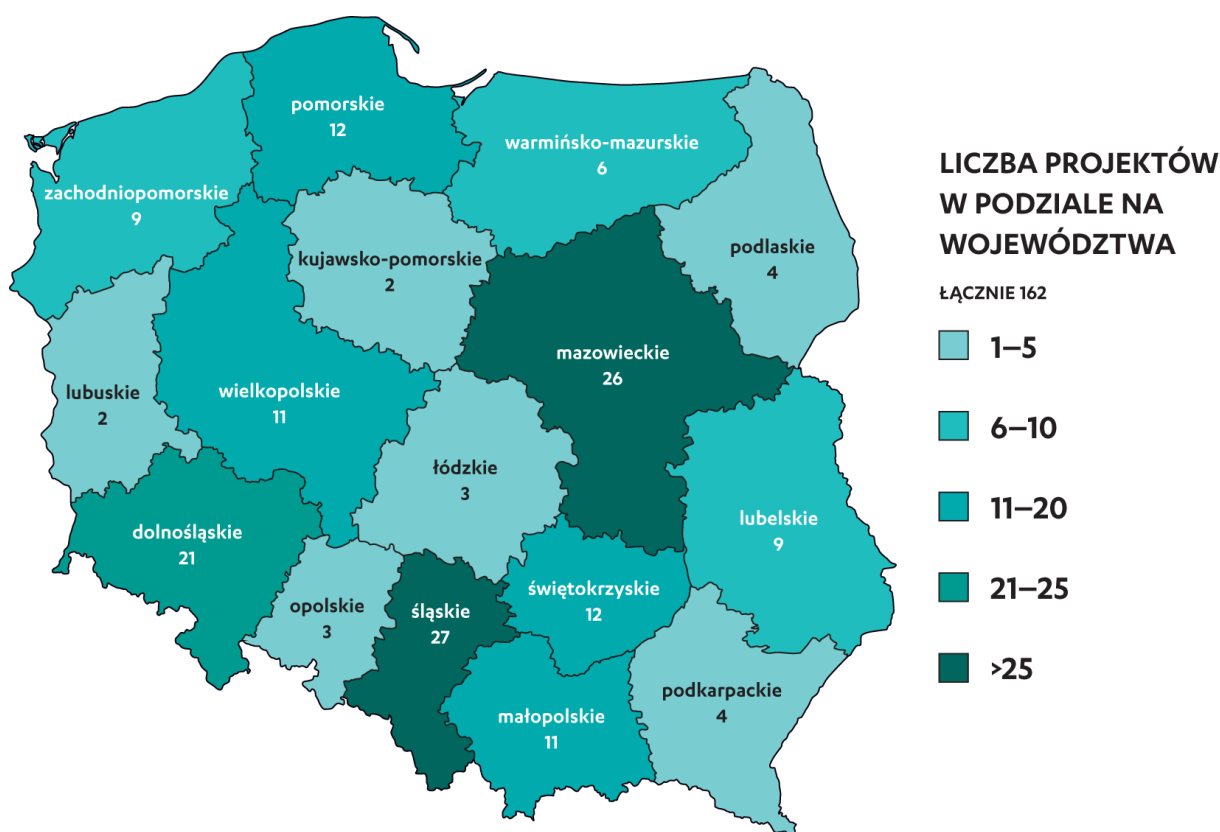 pomorskie
12
warmińsko-mazurskie
6
zachodniopomorskie
9
podlaskie
4
kujawsko-pomorskie
2
mazowieckie
26
lubuskie
2
wielkopolskie
11
łódzkie
3
lubelskie
9
dolnośląskie
21
świętokrzyskie
12
opolskie
3
śląskie
27
podkarpackie
4
małopolskie
11
LICZBA PROJEKTÓW
W PODZIALE NA
WOJEWÓDZTWA
ŁĄCZNIE 162
1–5
6–10
11–20
21–25
>25